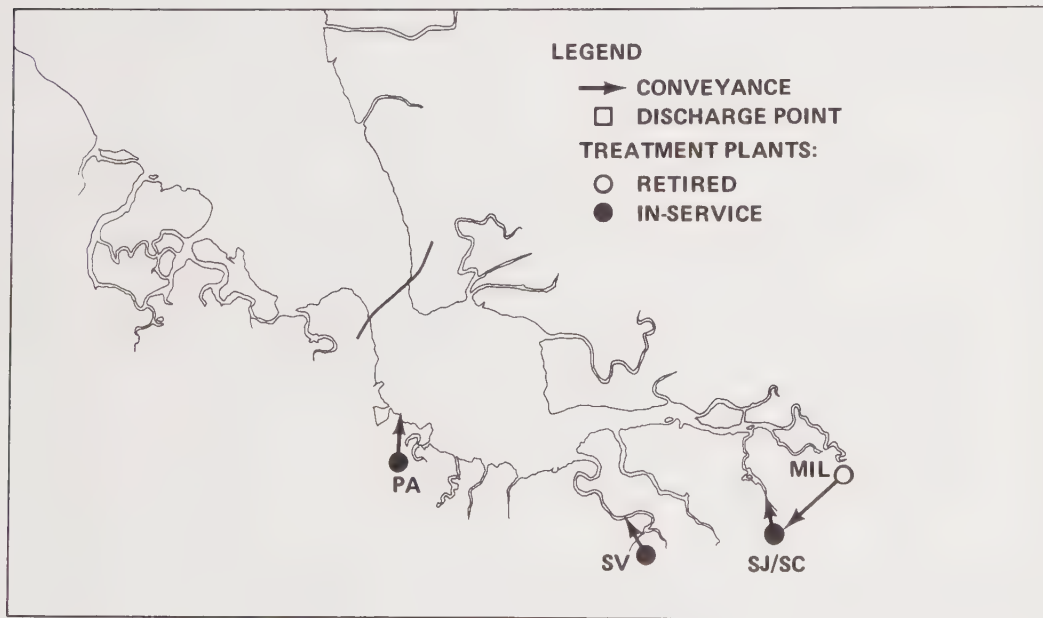 LEGEND
CONVEYANCE
DISCHARGE POINT
TREATMENT PLANTS:
RETIRED
IN-SERVICE
MIL
PA
SV
SJ/SC